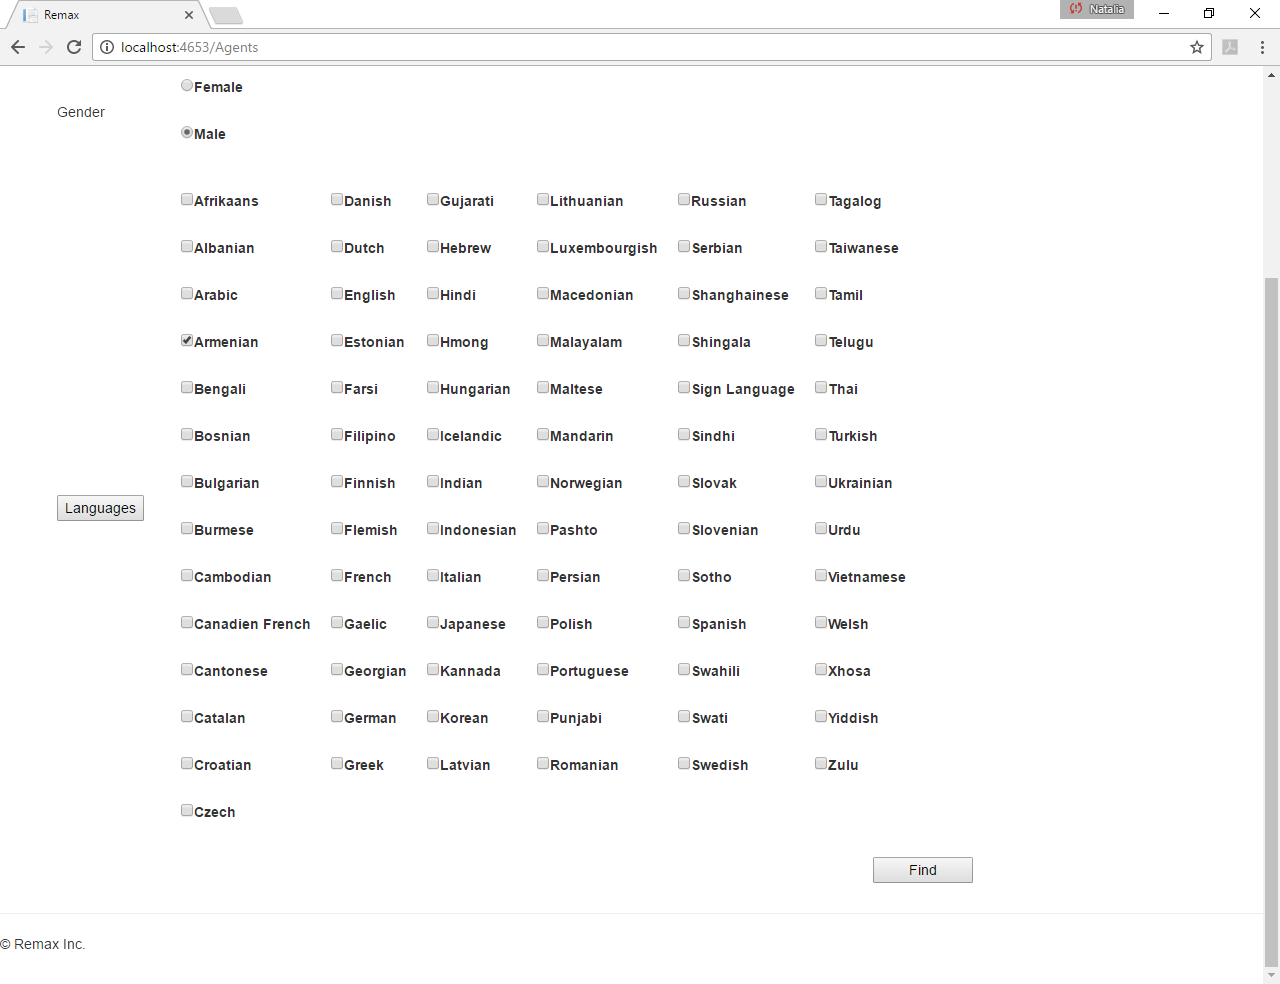 Remax
Natalia
localhost:4653/Agents
Female
Gender
Male
Afrikaans Danish Gujarati Lithuanian Russian Tagalog
Albanian Dutch Hebrew Luxembourgish Serbian Taiwanese
Arabic English Hindi Macedonian Shanghainese Tamil
Armenian Estonian Hmong Malayalam Shingala Telugu
Bengali Farsi Hungarian Maltese Sign Language Thai
Bosnian Filipino Icelandic Mandarin Sindhi Turkish
Bulgarian Finnish Indian Norwegian Slovak Ukrainian
Languages
Burmese Flemish Indonesian Pashto Slovenian Urdu
Cambodian French Italian Persian Sotho Vietnamese
Canadien French Gaelic Japanese Polish Spanish Welsh
Cantonese Georgian Kannada Portuguese Swahili Xhosa
Catalan German Korean Punjabi Swati Yiddish
Croatian Greek Latvian Romanian Swedish Zulu
Czech
Find
© Remax Inc.